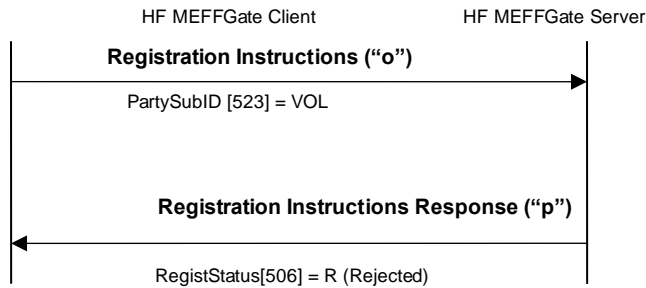 HF MEFFGate Client HF MEFFGate Server
Registration Instructions (“o”)
PartySubID [523] = VOL
Registration Instructions Response (“p”)
RegistStatus[506] = R (Rejected)